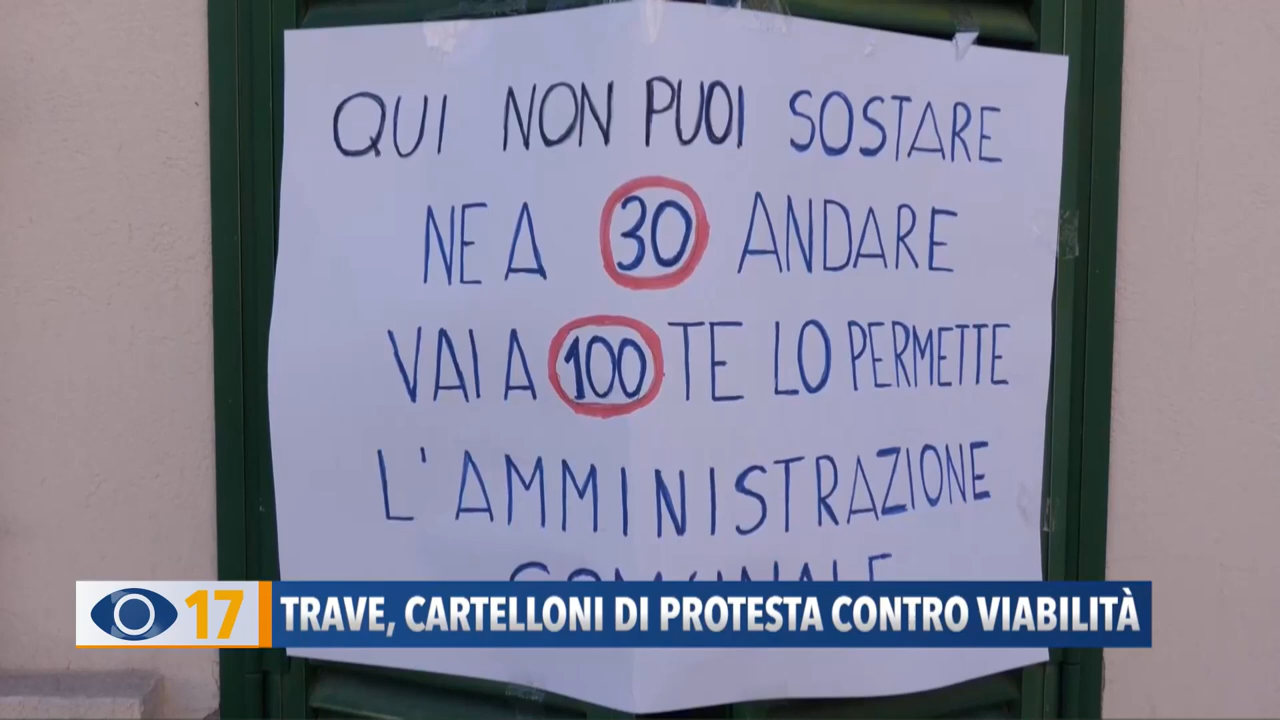 QUI NON PUOI SOSTARE
NE A 30 ANDARE
VAI A 100 TE LO PERMETTE
L'AMMINISTRAZIONE
COMUNALE
17 TRAVE, CARTELLONI DI PROTESTA CONTRO VIABILITÀ